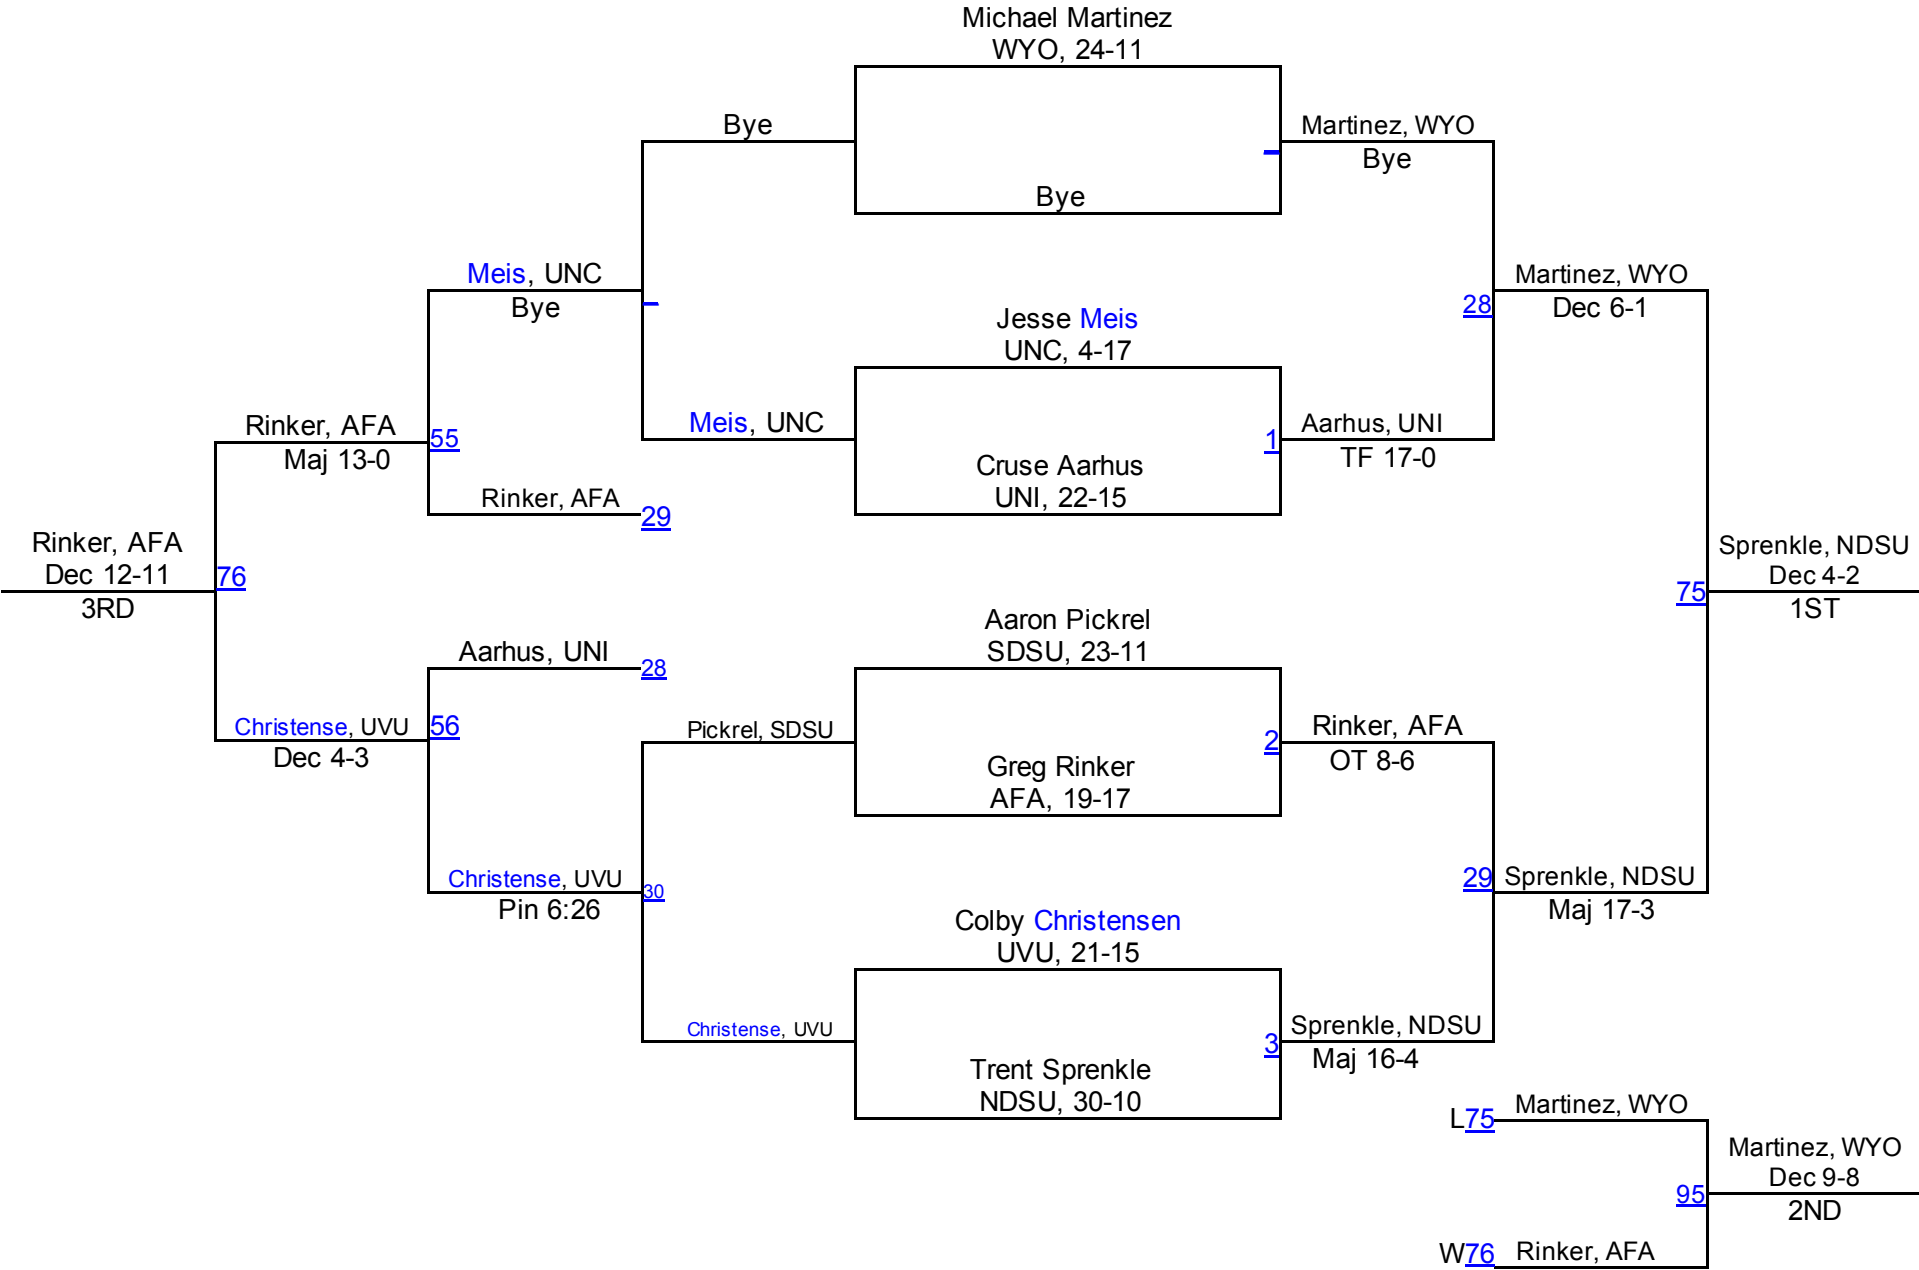 Michael Martinez
WYO, 24-11
Bye
Martinez, WYO
Bye
Bye
Meis, UNC
Bye
Martinez, WYO
28
Dec 6-1
Jesse Meis
UNC, 4-17
Rinker, AFA
55
Maj 13-0
Meis, UNC
1
Aarhus, UNI
TF 17-0
Cruse Aarhus
UNI, 22-15
Rinker, AFA
29
Rinker, AFA
Dec 12-11
76
3RD
Sprenkle, NDSU
Dec 4-2
75
1ST
Aaron Pickrel
SDSU, 23-11
Aarhus, UNI
28
Christense, UVU
56
Dec 4-3
Pickrel, SDSU
2
Rinker, AFA
OT 8-6
Greg Rinker
AFA, 19-17
Christense, UVU
30
Pin 6:26
29
Sprenkle, NDSU
Maj 17-3
Colby Christensen
UVU, 21-15
Christense, UVU
3
Sprenkle, NDSU
Maj 16-4
Trent Sprenkle
NDSU, 30-10
L75
Martinez, WYO
Martinez, WYO
Dec 9-8
95
2ND
W76
Rinker, AFA